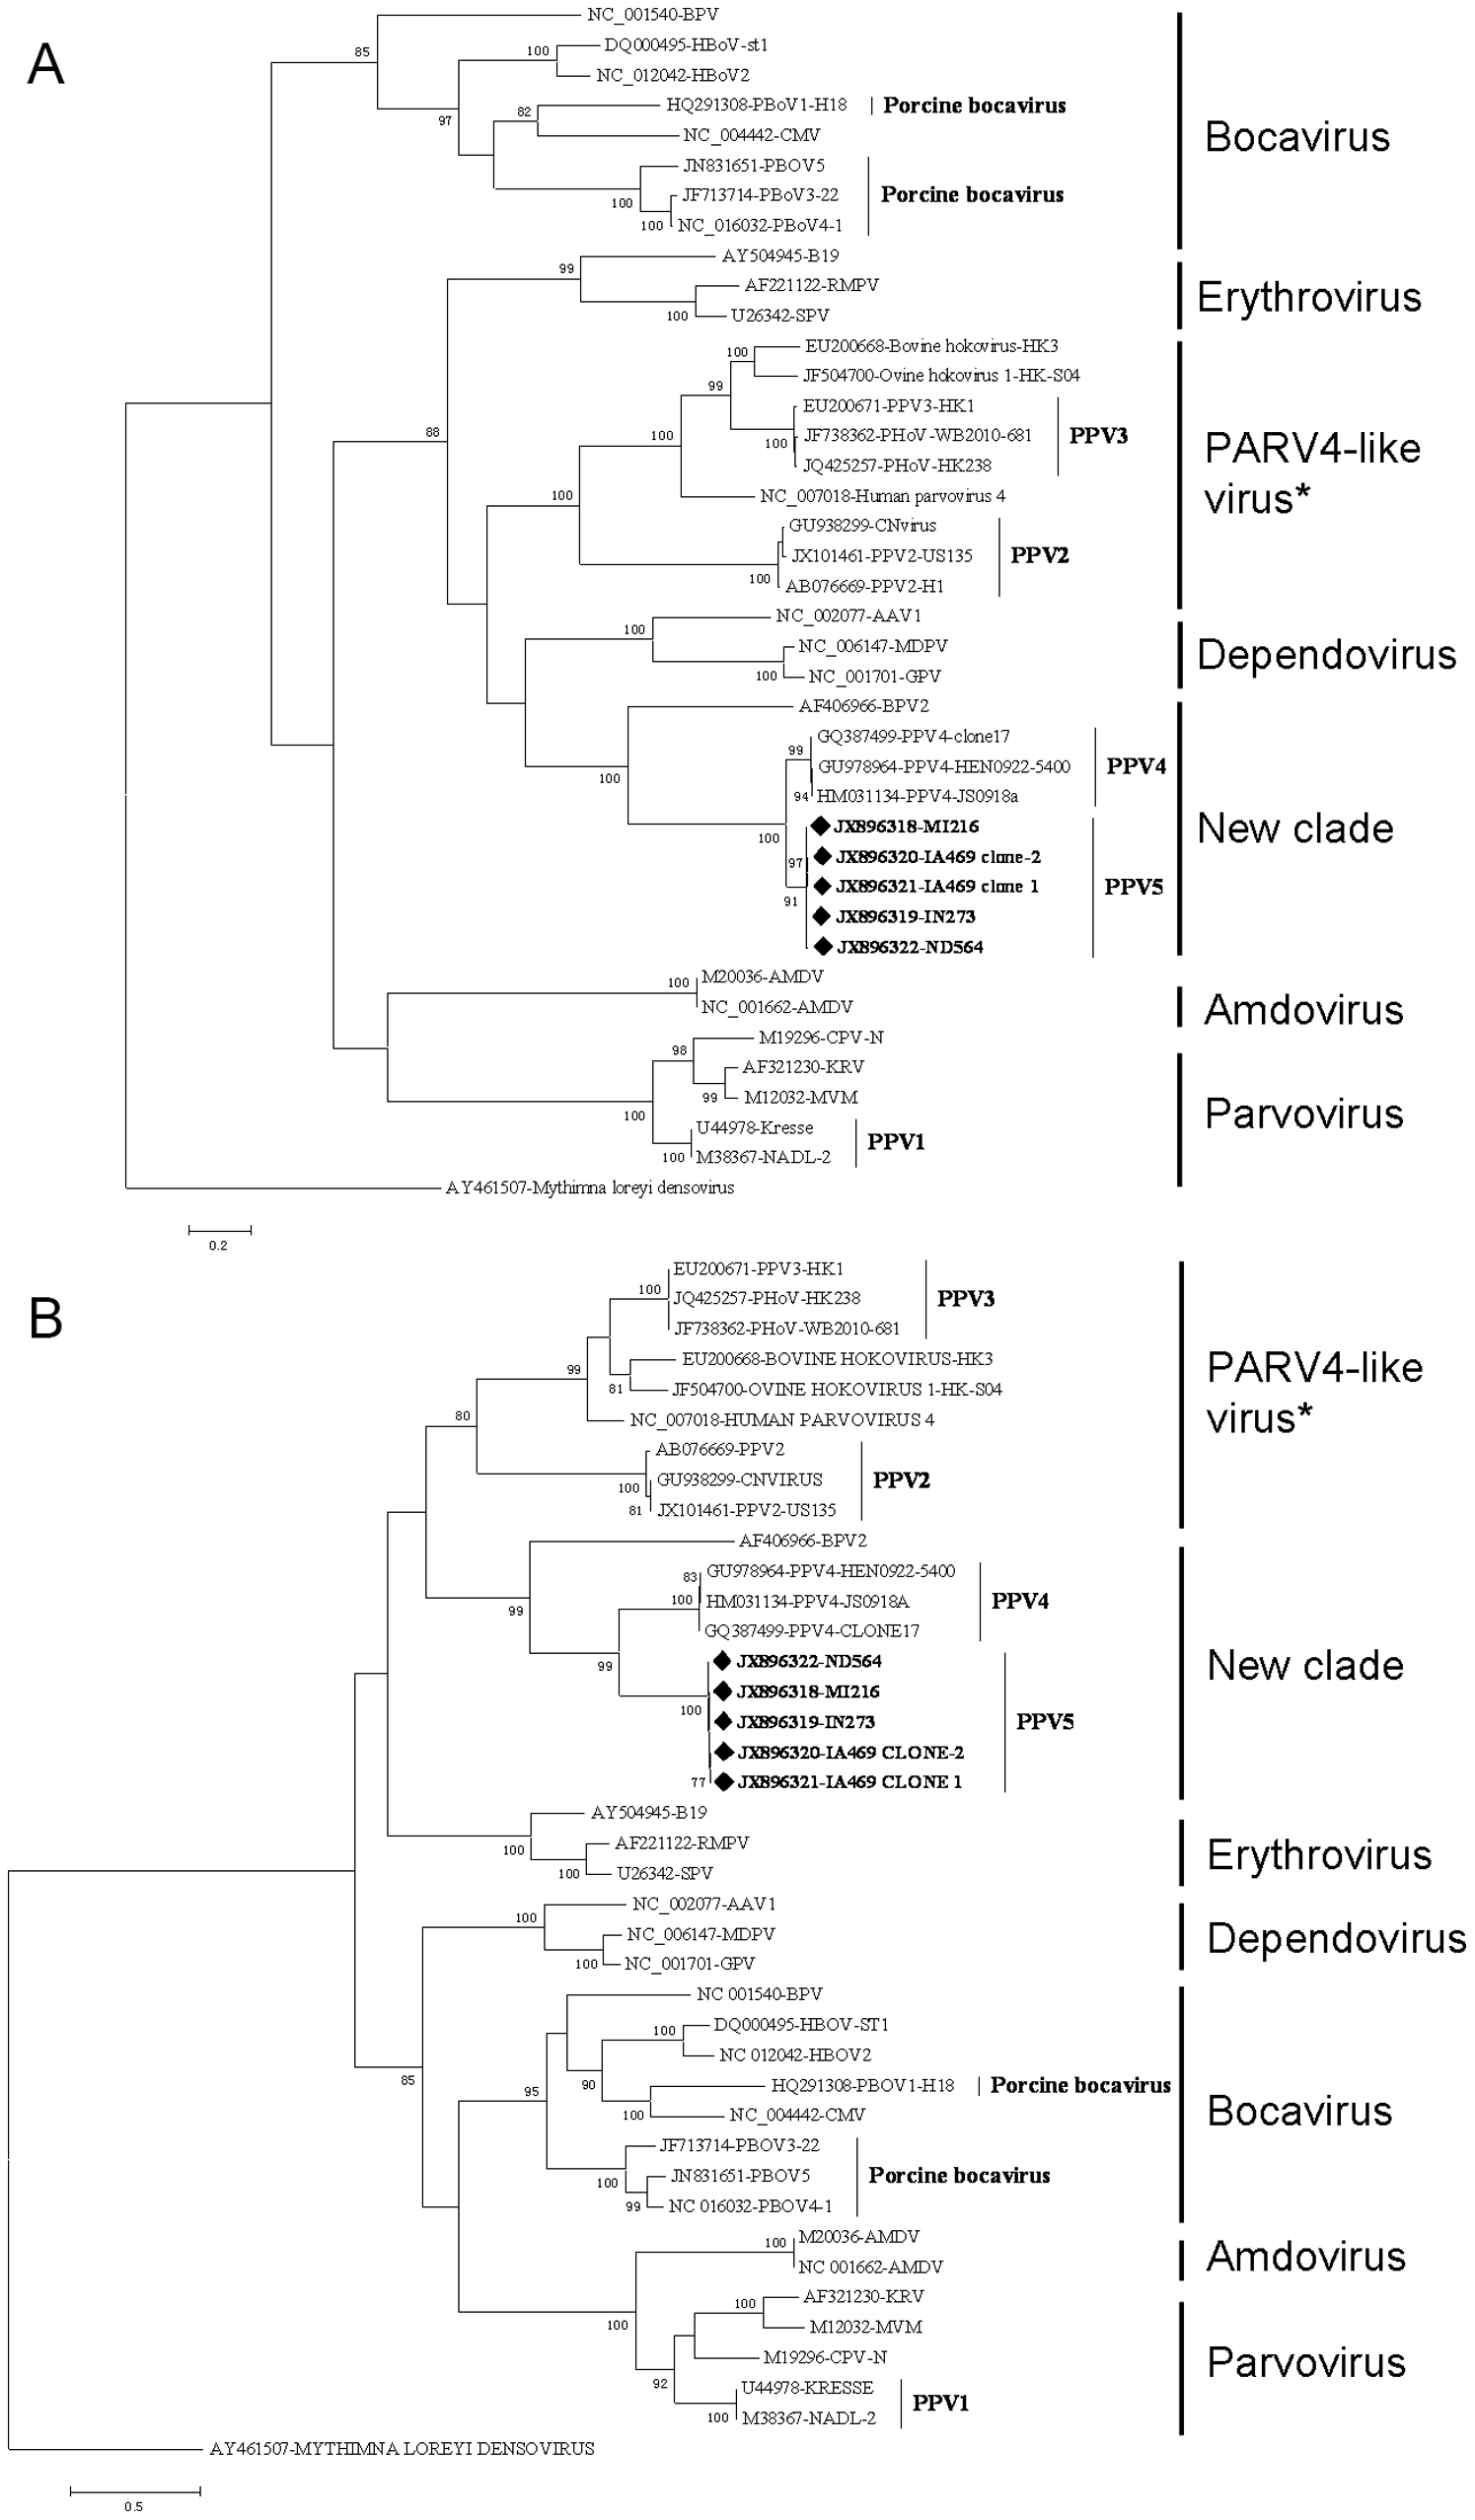 A
NC_001540-BPV
85
DQ000495-HBoV-st1
100
NC_012042-HBoV2
HQ291308-PBoV1-H18 Porcine bocavirus
82
97
NC_004442-CMV
Bocavirus
JN831651-PBOV5
JF713714-PBoV3-22 Porcine bocavirus
100
100 NC_016032-PBoV4-1
AY504945-B19
99
AF221122-RMPV
Erythrovirus
100 U26342-SPV
EU200668-Bovine hokovirus-HK3
100
JF504700-Ovine hokovirus 1-HK-S04
99
EU200671-PPV3-HK1
88
100
JF738362-PHoV-WB2010-681 PPV3
100
PARV4-like
virus*
JQ425257-PHoV-HK238
100
NC_007018-Human parvovirus 4
GU938299-CNvirus
JX101461-PPV2-US135 PPV2
100
AB076669-PPV2-H1
NC_002077-AAV1
100
NC_006147-MDPV
Dependovirus
100 NC_001701-GPV
AF406966-BPV2
GQ387499-PPV4-clone17
99
100
GU978964-PPV4-HEN0922-5400 PPV4
94 HM031134-PPV4-JS0918a
JX896318-MI216
New clade
100
JX896320-IA469 clone-2
97
JX896321-IA469 clone 1 PPV5
91
JX896319-IN273
JX896322-ND564
M20036-AMDV
100
NC_001662-AMDV
Amdovirus
M19296-CPV-N
98
AF321230-KRV
99 M12032-MVM
100
Parvovirus
U44978-Kresse
PPV1
100 M38367-NADL-2
AY461507-Mythimna loreyi densovirus
0.2
B
EU200671-PPV3-HK1
100
JQ425257-PHoV-HK238 PPV3
JF738362-PHoV-WB2010-681
EU200668-BOVINE HOKOVIRUS-HK3
99
81 JF504700-OVINE HOKOVIRUS 1-HK-S04
PARV4-like
virus*
80
NC_007018-HUMAN PARVOVIRUS 4
AB076669-PPV2
GU938299-CNVIRUS PPV2
100
81 JX101461-PPV2-US135
AF406966-BPV2
GU978964-PPV4-HEN0922-5400
83
100 HM031134-PPV4-JS0918A PPV4
99
GQ387499-PPV4-CLONE17
JX896322-ND564
99
New clade
JX896318-MI216
100
JX896319-IN273 PPV5
JX896320-IA469 CLONE-2
77 JX896321-IA469 CLONE 1
AY504945-B19
100
AF221122-RMPV
Erythrovirus
100 U26342-SPV
NC_002077-AAV1
100
NC_006147-MDPV
Dependovirus
100 NC_001701-GPV
NC 001540-BPV
DQ000495-HBOV-ST1
100
NC 012042-HBOV2
85
95
90
HQ291308-PBOV1-H18 Porcine bocavirus
100 NC_004442-CMV
Bocavirus
JF713714-PBOV3-22
100
JN831651-PBOV5 Porcine bocavirus
99 NC 016032-PBOV4-1
M20036-AMDV
100
NC 001662-AMDV
Amdovirus
AF321230-KRV
100
100
M12032-MVM
M19296-CPV-N
Parvovirus
92
U44978-KRESSE
PPV1
100 M38367-NADL-2
AY461507-MYTHIMNA LOREYI DENSOVIRUS
0.5